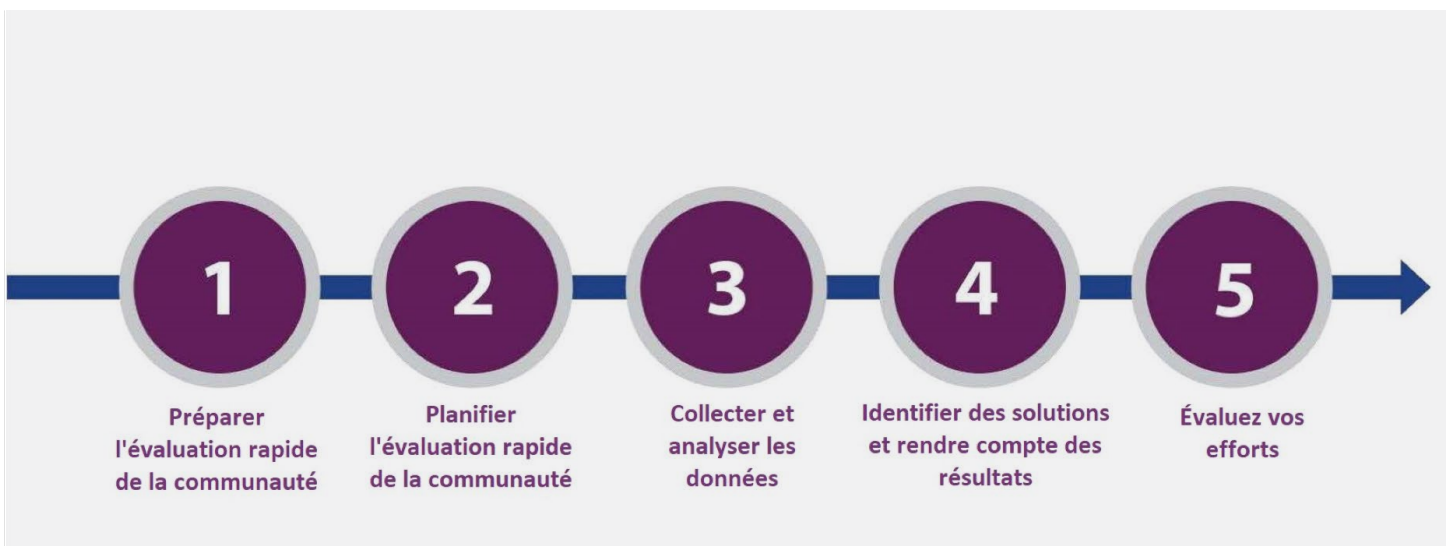 1
Préparer
l'évaluation rapide
de la communauté
2
Planifier
l'évaluation rapide
de la communauté
3
Collecter et
analyser les
données
4
Identifier des solutions
et rendre compte des
résultats
5
Évaluez vos
efforts